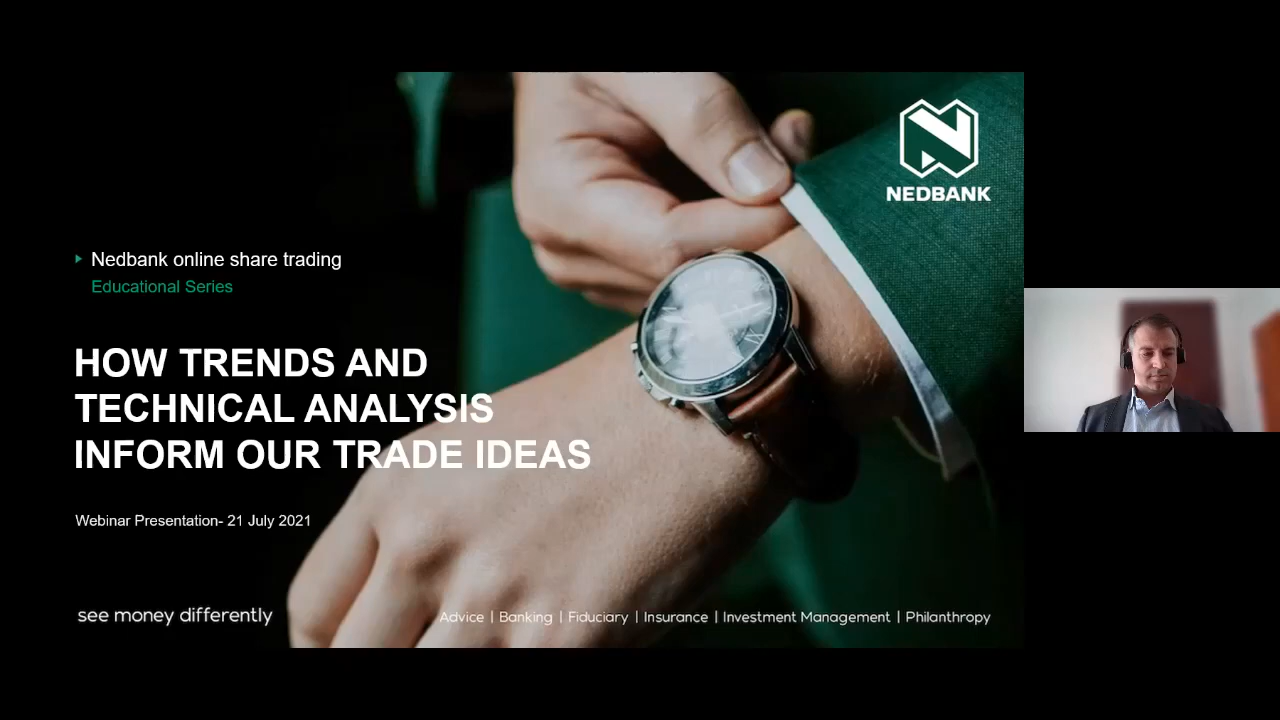 NEDBANK
Nedbank online share trading
Educational Series
HOW TRENDS AND
TECHNICAL ANALYSIS
INFORM OUR TRADE IDEAS
Webinar Presentation- 21 July 2021
see money differently
Advice | Banking | Fiduciary | Insurance | Investment Management | Philanthropy